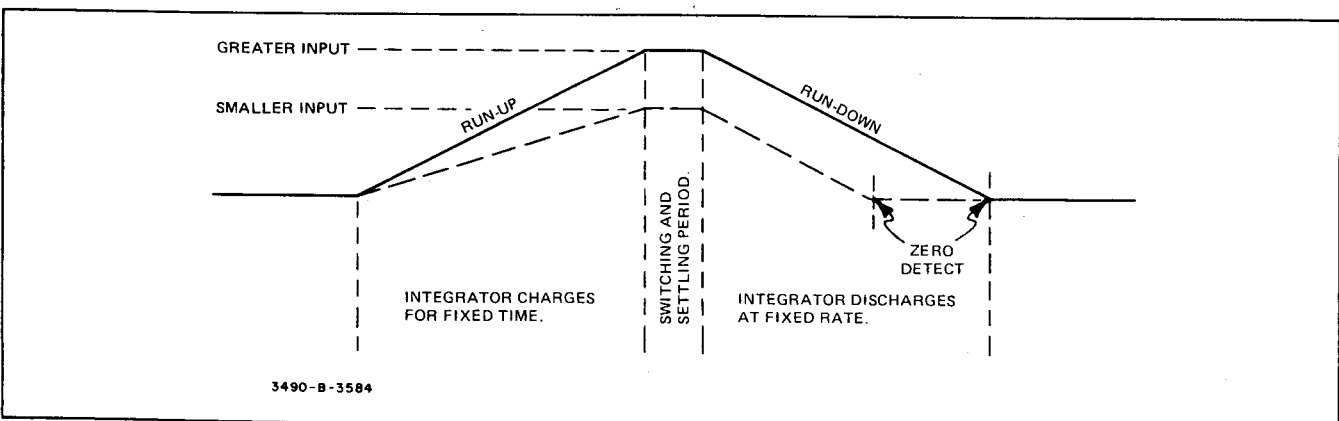 GREATER INPUT
SMALLER INPUT
RUN-UP
RUN-DOWN
SWITCHING AND
SETTLING PERIOD.
ZERO
DETECT
INTEGRATOR CHARGES
FOR FIXED TIME.
INTEGRATOR DISCHARGES
AT FIXED RATE.
3490-B-3584